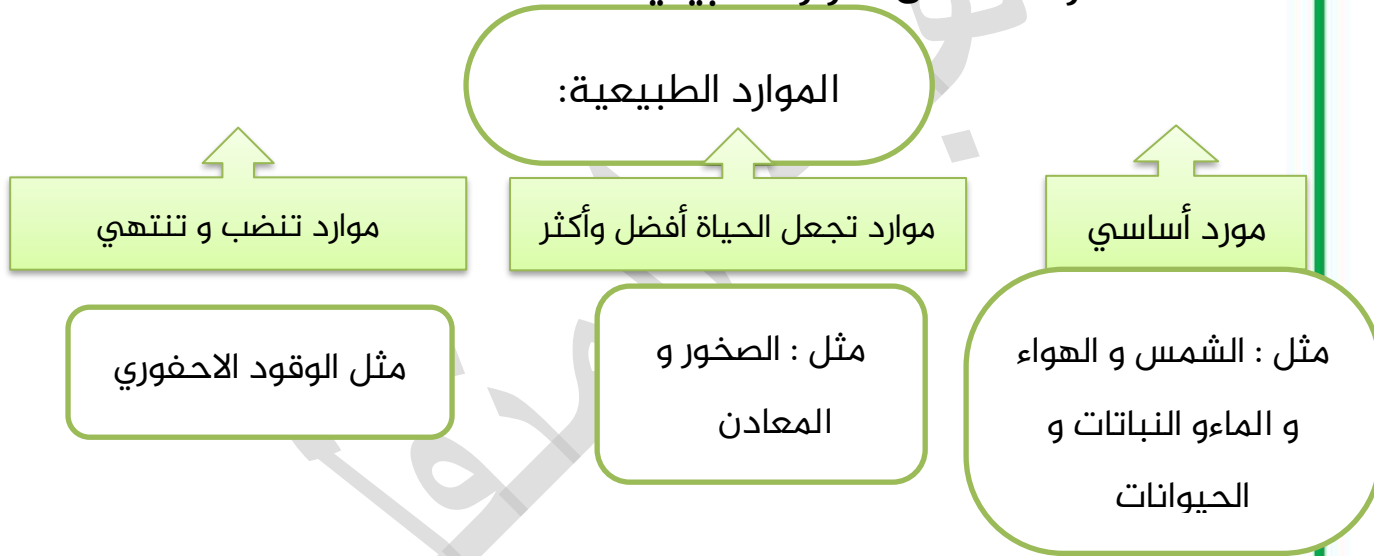 الموارد الطبيعية:
مورد أساسي
موارد تجعل الحياة أفضل وأكثر
موارد تنضب و تنتهي
مثل : الشمس و الهواء
و الماءو النباتات و
الحيوانات
مثل : الصخور و
المعادن
مثل الوقود الاحفوري